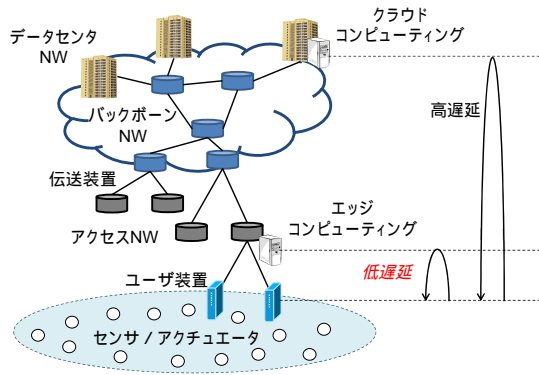 データセンタ
NW
クラウド
コンピューティング
バックボーン
NW
高遅延
伝送装置
アクセスNW
エッジ
コンピューティング
低遅延
ユーザ装置
センサ / アクチュエータ